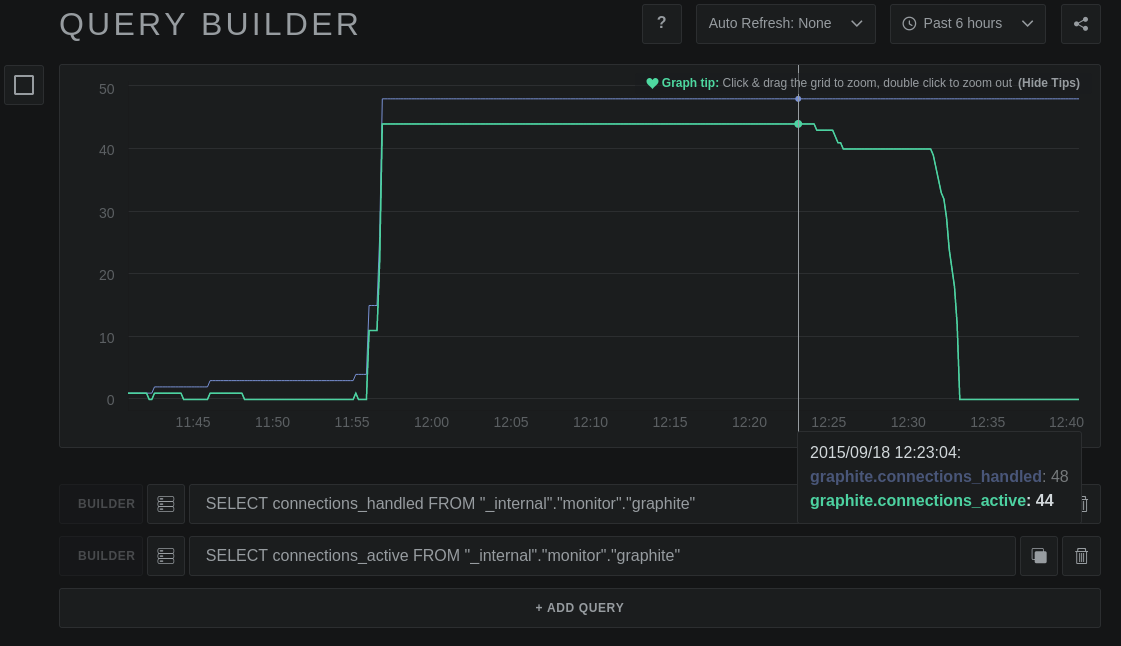 QUERY BUILDER
?
Auto Refresh: None
Past 6 hours
Graph tip: Click & drag the grid to zoom, double click to zoom out (Hide Tips)
50
40
30
20
10
0
11:45 11:50 11:55 12:00 12:05 12:10 12:15 12:20 12:25 12:30 12:35 12:40
2015/09/18 12:23:04:
graphite.connections_handled: 48
graphite.connections_active: 44
BUILDER
SELECT connections_handled FROM "_internal"."monitor"."graphite"
BUILDER
SELECT connections_active FROM "_internal"."monitor"."graphite"
+ ADD QUERY